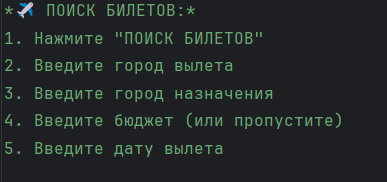 *✈️ ПОИСК БИЛЕТОВ:*
1. Нажмите "ПОИСК БИЛЕТОВ"
2. Введите город вылета
3. Введите город назначения
4. Введите бюджет (или пропустите)
5. Введите дату вылета